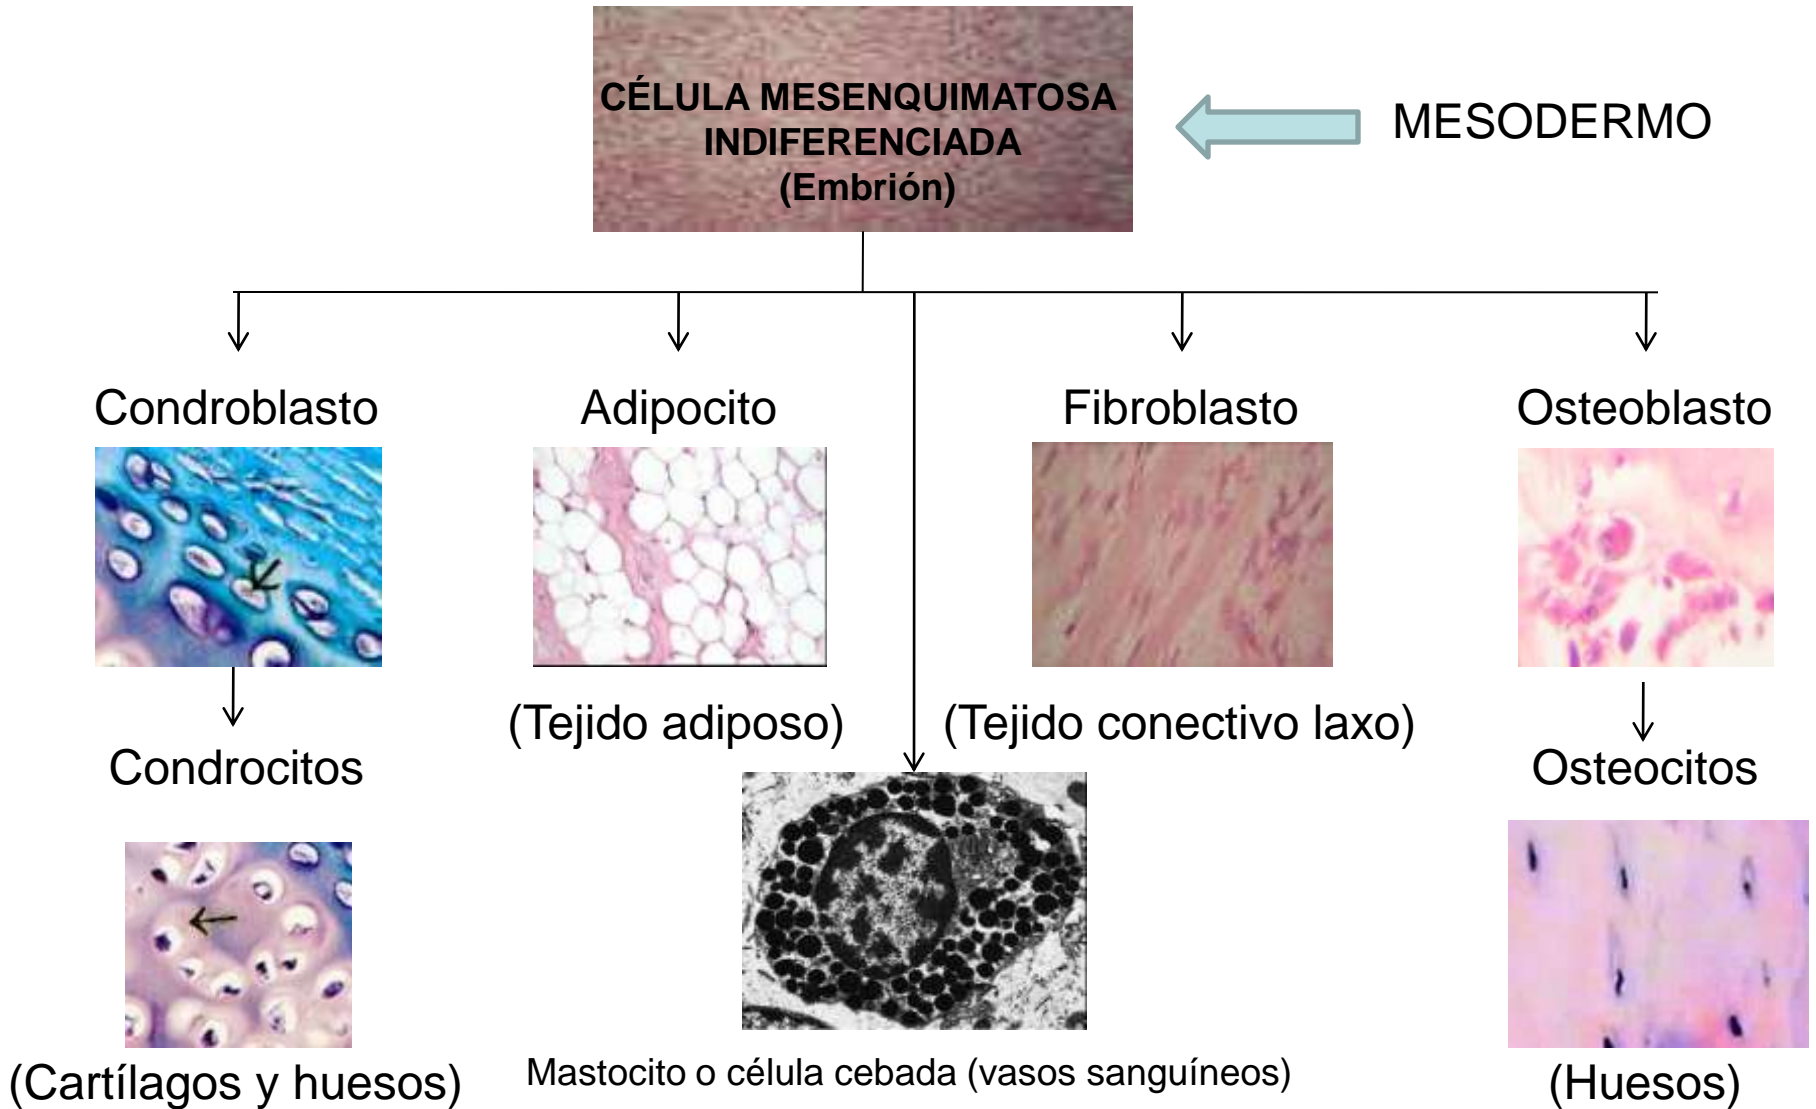 CÉLULA MESENQUIMATOSA
INDIFERENCIADA
(Embrión)
MESODERMO
Condroblasto
Adipocito
Fibroblasto
Osteoblasto
(Tejido adiposo)
(Tejido conectivo laxo)
Condrocitos
Osteocitos
(Cartílagos y huesos)
Mastocito o célula cebada (vasos sanguíneos)
(Huesos)